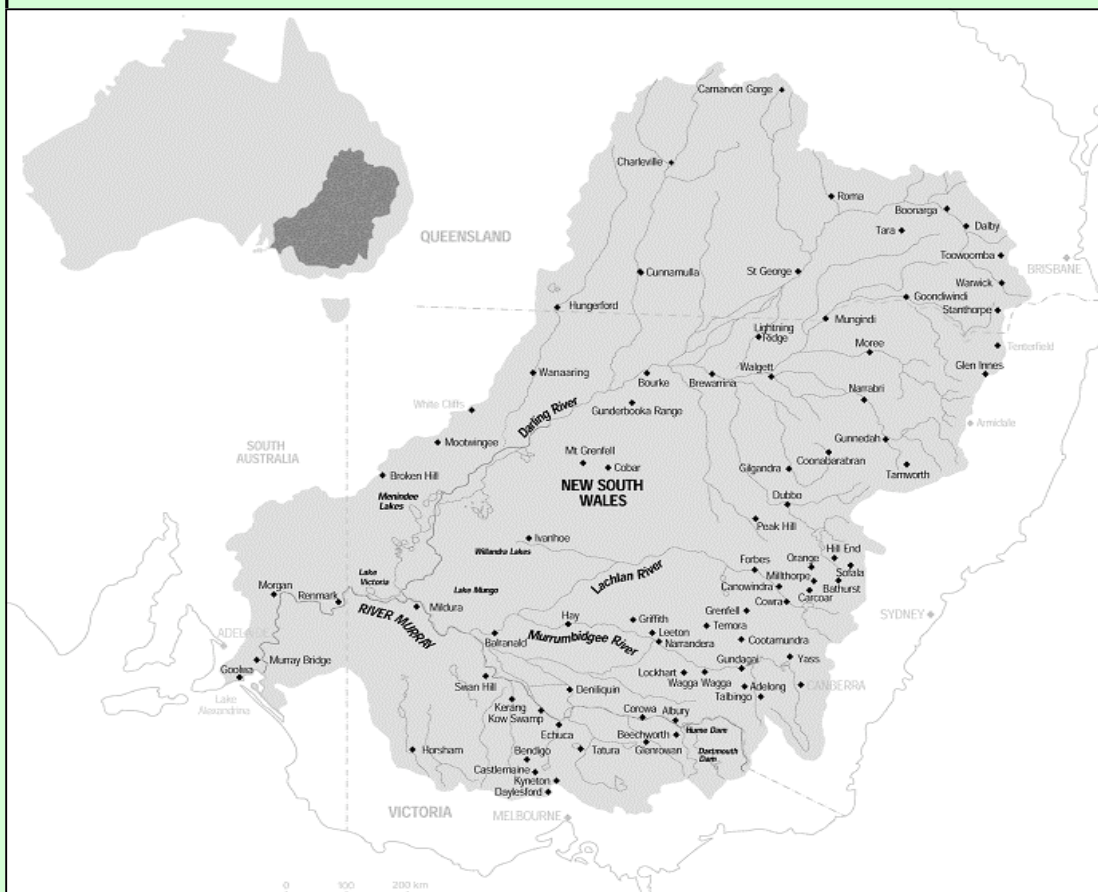 Carnarvon Gorge
Charleville
Roma
Boonarga
Tara
Dalby
QUEENSLAND
Toowoomba
BRISBANE
Cunnamulla
St George
Warwick
Goondiwindi
Stanthorpe
Hungerford
Mungindi
Lightning
Ridge
Moree
Tenterfield
Glen Innes
Wanaaring
Bourke
Brewarrina
Walgett
Narrabri
White Cliffs
Darling River
Gunderbooka Range
Armidale
Mootwingee
Gunnedah
SOUTH
AUSTRALIA
Mt Grenfell
Cobar
Coonabarabran
Gilgandra
Tamworth
Broken Hill
NEW SOUTH
WALES
Menindee
Lakes
Dubbo
Peak Hill
Ivanhoe
Willandra Lakes
Hill End
Orange
Forbes
Sofala
Lake
Victoria
Lachlan River
Millthorpe
Canowindra
Bathurst
Carcoar
Morgan
Renmark
Lake Mungo
Cowra
Mildura
RIVER MURRAY
Grenfell
SYDNEY
Hay
Griffith
Temora
ADELAIDE
Balranald
Murrumbidgee River
Leeton
Narrandera
Cootamundra
Murray Bridge
Goolwa
Gundagai
Yass
Lockhart
Wagga Wagga
Adelong
CANBERRA
Talbingo
Lake
Alexandrina
Swan Hill
Deniliquin
Kerang
Kow Swamp
Corowa
Albury
Echuca
Beechworth
Hume Dam
Horsham
Bendigo
Tatura
Glenrowan
Dartmouth
Dam
Castlemaine
Kyneton
Daylesford
VICTORIA
MELBOURNE
0 100 200 km